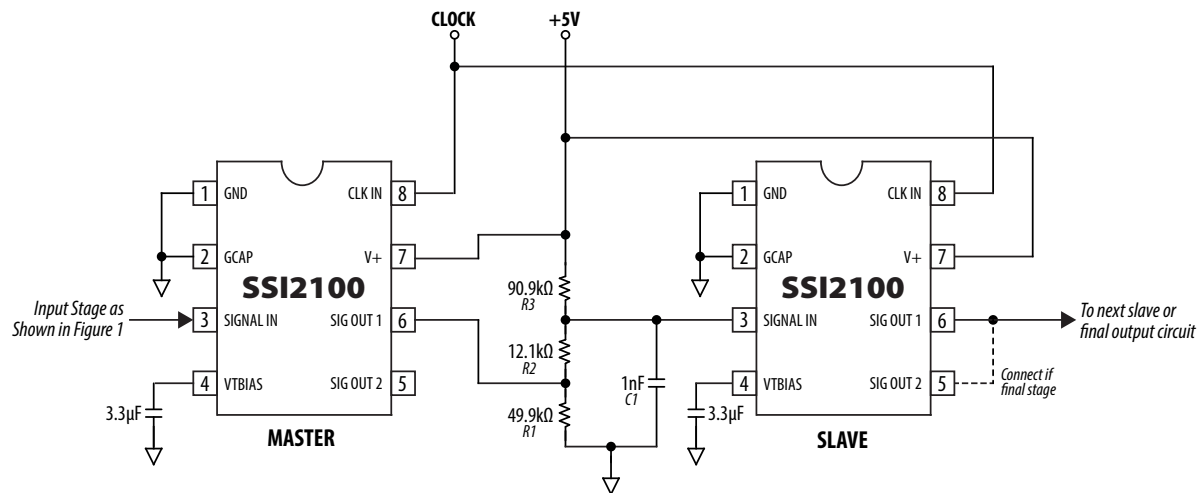 CLOCK
+5V
1 GND
CLK IN 8
2 GCAP
V+ 7
SSI2100
Input Stage as
Shown in Figure 1
3 SIGNAL IN
SIG OUT 1 6
4 VTBIAS
SIG OUT 2 5
3.3µF
MASTER
90.9kΩ
R3
12.1kΩ
R2
49.9kΩ
R1
1nF
C1
1 GND
CLK IN 8
2 GCAP
V+ 7
SSI2100
3 SIGNAL IN
SIG OUT 1 6
4 VTBIAS
SIG OUT 2 5
3.3µF
SLAVE
To next slave or
final output circuit
Connect if
final stage